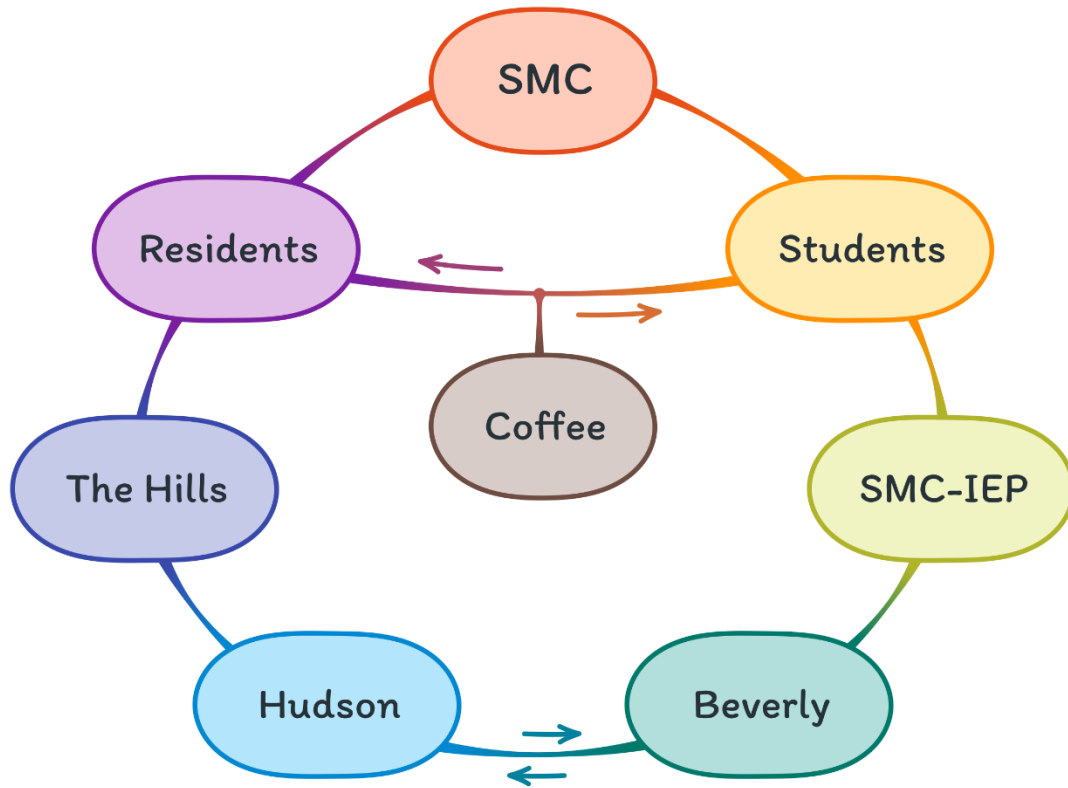 SMC
Residents
Students
Coffee
The Hills
SMC-IEP
Hudson
Beverly